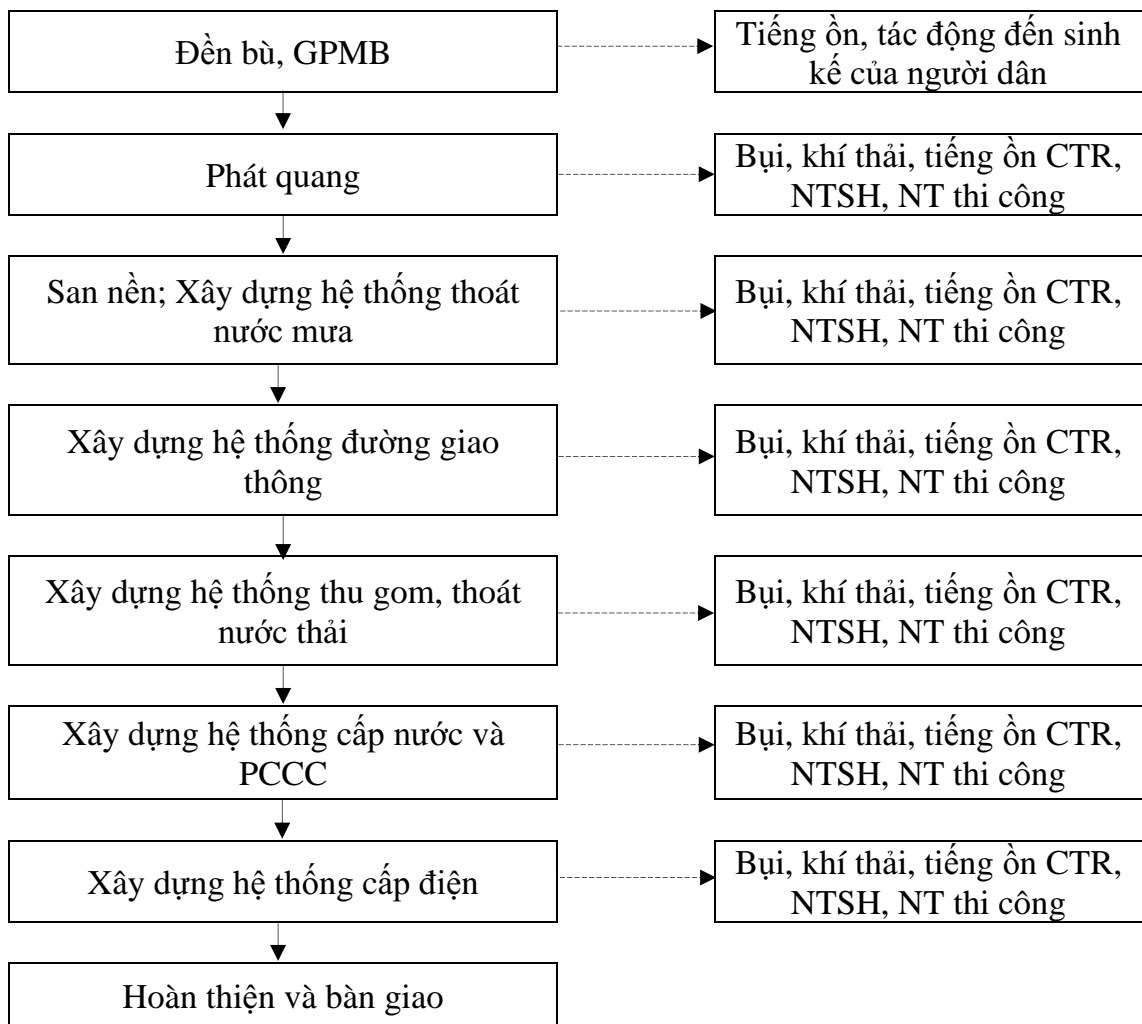 Đền bù, GPMB
Tiếng ồn, tác động đến sinh
kế của người dân
Phát quang
Bụi, khí thải, tiếng ồn CTR,
NTSH, NT thi công
San nền; Xây dựng hệ thống thoát
nước mưa
Bụi, khí thải, tiếng ồn CTR,
NTSH, NT thi công
Xây dựng hệ thống đường giao
thông
Bụi, khí thải, tiếng ồn CTR,
NTSH, NT thi công
Xây dựng hệ thống thu gom, thoát
nước thải
Bụi, khí thải, tiếng ồn CTR,
NTSH, NT thi công
Xây dựng hệ thống cấp nước và
PCCC
Bụi, khí thải, tiếng ồn CTR,
NTSH, NT thi công
Xây dựng hệ thống cấp điện
Bụi, khí thải, tiếng ồn CTR,
NTSH, NT thi công
Hoàn thiện và bàn giao